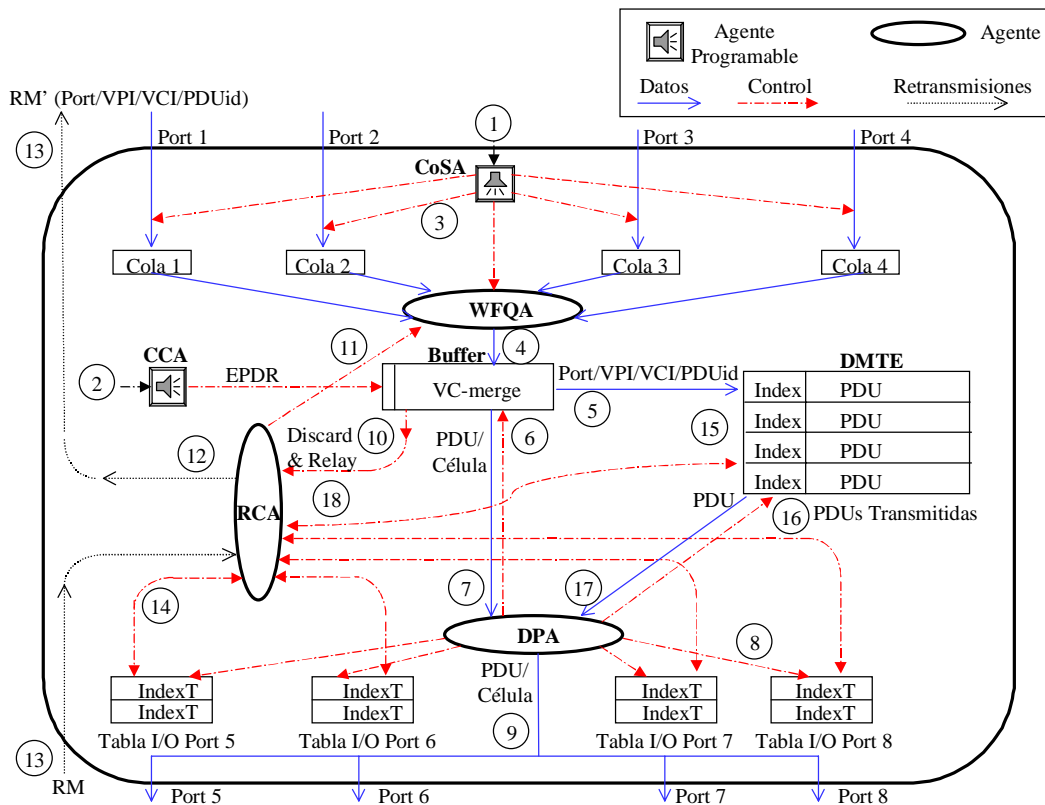 Agente
Programable
Agente
Datos
Control
Retransmisiones
RM' (Port/VPI/VCI/PDUid)
13
Port 1
Port 2
1
Port 3
Port 4
CoSA
3
Cola 1
Cola 2
Cola 3
Cola 4
WFQA
11
4
CCA
Buffer
DMTE
2
EPDR
VC-merge
Port/VPI/VCI/PDUid
5
Index PDU
Index PDU
Index PDU
Index PDU
15
10
Discard
& Relay
PDU/
Célula
6
12
18
RCA
PDU
16
PDUs Transmitidas
14
7
17
DPA
8
PDU/
Célula
9
IndexT
IndexT
IndexT
IndexT
IndexT
IndexT
IndexT
IndexT
Tabla I/O Port 5
Tabla I/O Port 6
Tabla I/O Port 7
Tabla I/O Port 8
13
RM
Port 5
Port 6
Port 7
Port 8